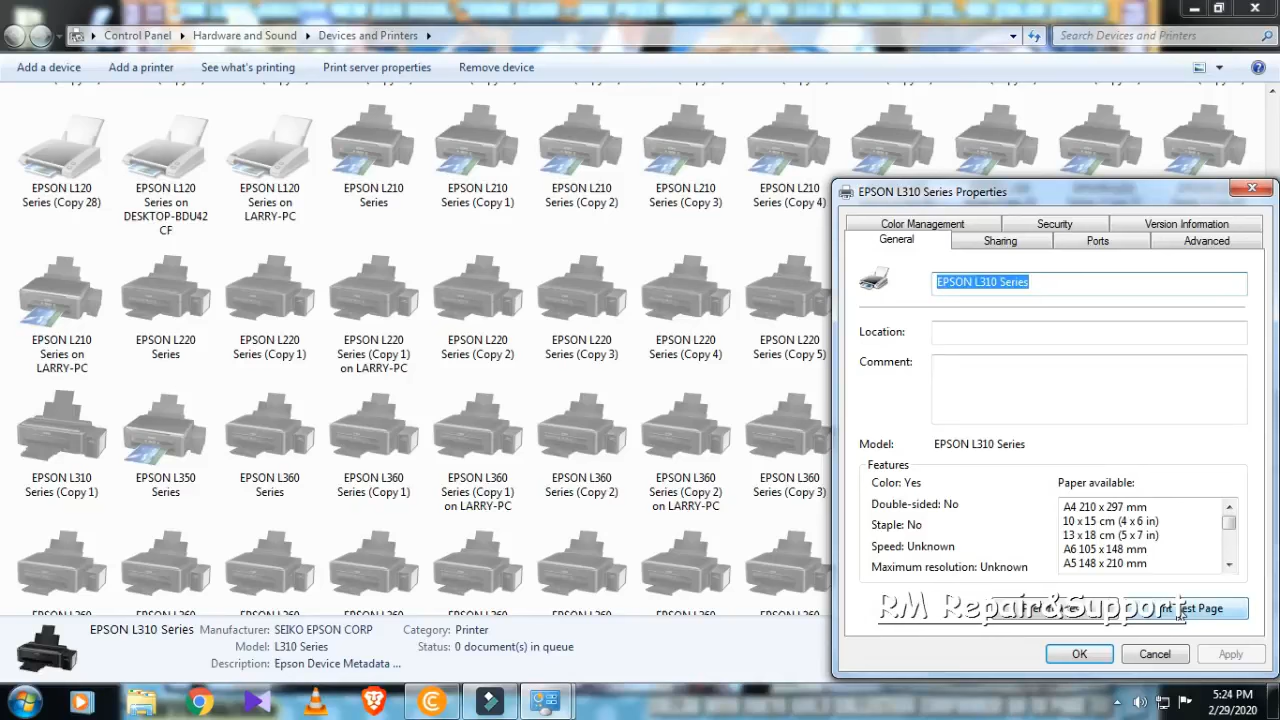 Control Panel
Hardware and Sound
Devices and Printers
Search Devices and Printers
Add a device
Add a printer
See what's printing
Print server properties
Remove device
EPSON L120
Series (Copy 28)
EPSON L120
Series on
DESKTOP-BDU42
CF
EPSON L120
Series on
LARRY-PC
EPSON L210
Series
EPSON L210
Series (Copy 1)
EPSON L210
Series (Copy 2)
EPSON L210
Series (Copy 3)
EPSON L210
Series (Copy 4)
EPSON L210
Series on
LARRY-PC
EPSON L220
Series
EPSON L220
Series (Copy 1)
EPSON L220
Series (Copy 1)
on LARRY-PC
EPSON L220
Series (Copy 2)
EPSON L220
Series (Copy 3)
EPSON L220
Series (Copy 4)
EPSON L220
Series (Copy 5)
EPSON L310
Series (Copy 1)
EPSON L350
Series
EPSON L360
Series
EPSON L360
Series (Copy 1)
EPSON L360
Series (Copy 1)
on LARRY-PC
EPSON L360
Series (Copy 2)
EPSON L360
Series (Copy 2)
on LARRY-PC
EPSON L360
Series (Copy 3)
EPSON L310 Series Properties
Color Management
Security
Version Information
General
Sharing
Ports
Advanced
EPSON L310 Series
Location:
Comment:
Model:
EPSON L310 Series
Features
Color: Yes
Double-sided: No
Staple: No
Speed: Unknown
Maximum resolution: Unknown
Paper available:
A4 210 x 297 mm
10 x 15 cm (4 x 6 in)
13 x 18 cm (5 x 7 in)
A6 105 x 148 mm
A5 148 x 210 mm
RM Repair&Support
Test Page
OK
Cancel
Apply
EPSON L310 Series
Manufacturer: SEIKO EPSON CORP
Model: L310 Series
Description: Epson Device Metadata ...
Category: Printer
Status: 0 document(s) in queue
5:24 PM
2/29/2020